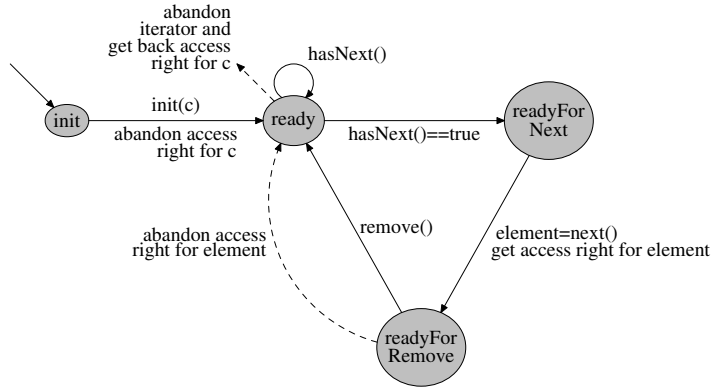 abandon
iterator and
get back access
right for c
hasNext()
init
init(c)
abandon access
right for c
ready
hasNext()==true
readyFor
Next
abandon access
right for element
remove()
element=next()
get access right for element
readyFor
Remove